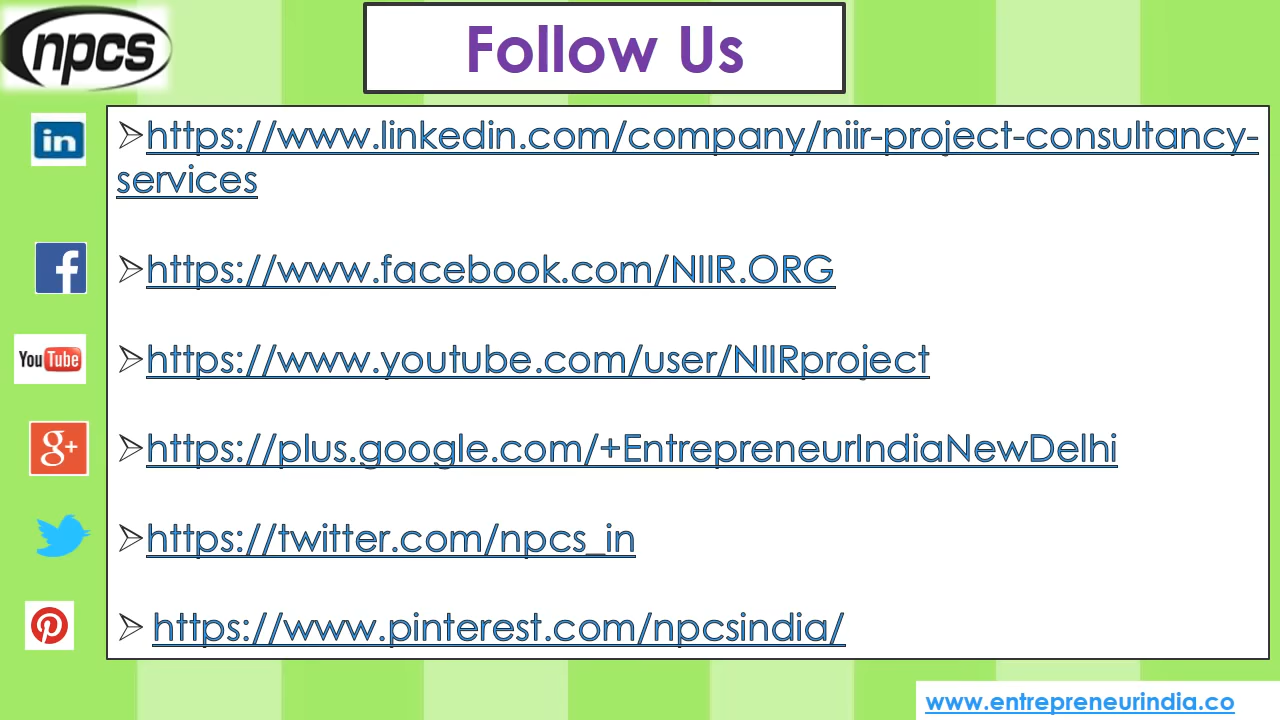 npcs
Follow Us
in
➢https://www.linkedin.com/company/niir-project-consultancy-
services
f
➢https://www.facebook.com/NIIR.ORG
YouTube
➢https://www.youtube.com/user/NIIRproject
g+
➢https://plus.google.com/+EntrepreneurIndiaNewDelhi
➢https://twitter.com/npcs_in
➢ https://www.pinterest.com/npcsindia/
www.entrepreneurindia.co